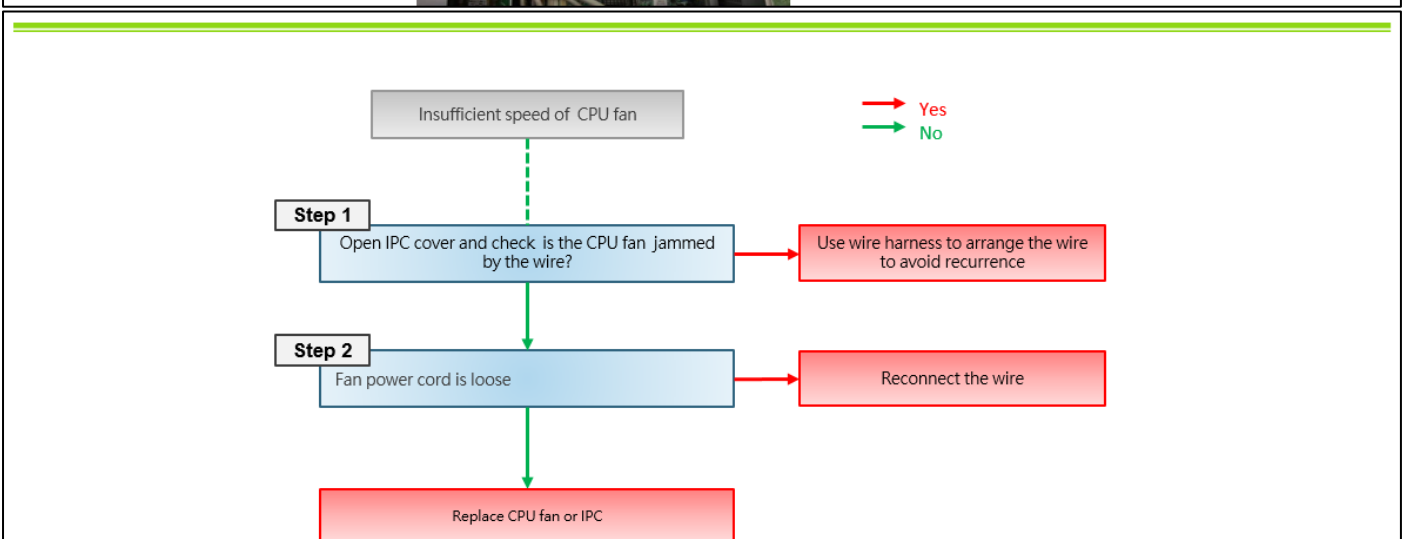 Insufficient speed of CPU fan
Yes
No
Step 1
Open IPC cover and check is the CPU fan jammed
by the wire?
Use wire harness to arrange the wire
to avoid recurrence
Step 2
Fan power cord is loose
Reconnect the wire
Replace CPU fan or IPC